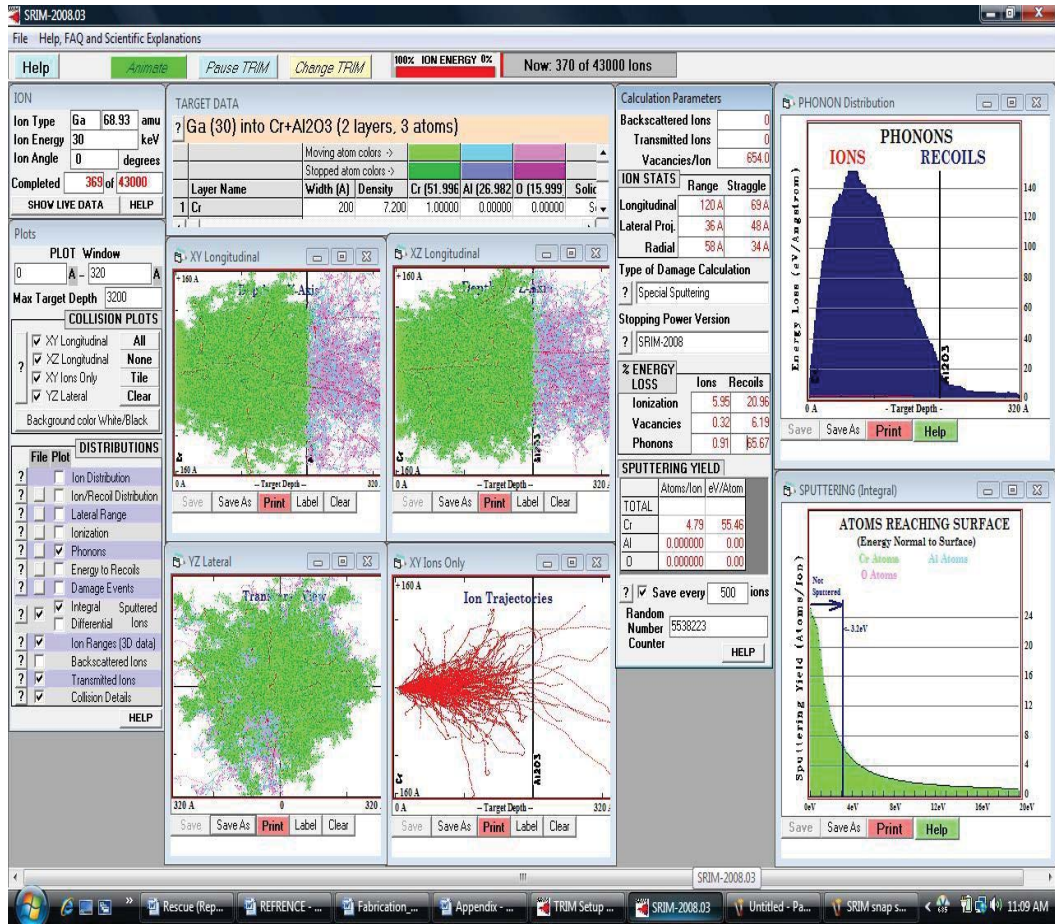 SRIM-2008.03
File Help, FAQ and Scientific Explanations
Help Animate Pause TRIM Change TRIM 100% ION ENERGY 0% Now: 370 of 43000 Ions
ION
Ion Type Ga 68.93 amu
Ion Energy 30 keV
Ion Angle 0 degrees
Completed 369 of 43000
SHOW LIVE DATA HELP
Plots
PLOT Window
0 A - 320 A
Max Target Depth 3200
COLLISION PLOTS
XY Longitudinal All
XZ Longitudinal None
? XY Ions Only Tile
YZ Lateral Clear
Background color White/Black
DISTRIBUTIONS
File Plot
? Ion Distribution
? Ion/Recoil Distribution
? Lateral Range
? Ionization
? Phonons
? Energy to Recoils
? Damage Events
? Integral Sputtered
Differential Ions
? Ion Ranges (3D data)
? Backscattered Ions
? Transmitted Ions
? Collision Details
HELP
TARGET DATA
? Ga (30) into Cr+Al2O3 (2 layers, 3 atoms)
Moving atom colors ->
Stopped atom colors ->
Layer Name Width (A) Density Cr (51.996 Al (26.982 O (15.999 Solid
1 Cr 200 7.200 1.00000 0.00000 0.00000
XY Longitudinal
+160 A
Cr
-160 A
0 A -- Target Depth -- 320
Save Save As Print Label Clear
XZ Longitudinal
+160 A
Cr
Al2O3
-160 A
0 A -- Target Depth -- 320
Save Save As Print Label Clear
YZ Lateral
Transverse View
320 A 0 320
Save Save As Print Label Clear
XY Ions Only
+160 A
Ion Trajectories
Cr
Al2O3
-160 A
0 A -- Target Depth -- 320
Save Save As Print Label Clear
Calculation Parameters
Backscattered Ions 0
Transmitted Ions 0
Vacancies/Ion 654.0
ION STATS Range Straggle
Longitudinal 120 A 69 A
Lateral Proj. 36 A 48 A
Radial 58 A 34 A
Type of Damage Calculation
? Special Sputtering
Stopping Power Version
? SRIM-2008
% ENERGY LOSS Ions Recoils
Ionization 5.95 20.96
Vacancies 0.32 6.19
Phonons 0.91 65.67
SPUTTERING YIELD
Atoms/Ion eV/Atom
TOTAL
Cr 4.79 55.46
Al 0.000000 0.00
O 0.000000 0.00
? Save every 500 ions
Random
Number 5538223
Counter
HELP
PHONON Distribution
PHONONS
IONS RECOILS
Energy Loss (eV/Angstrom)
140
120
100
80
60
40
20
0
Cr
Al2O3
0 A - Target Depth - 320 A
Save Save As Print Help
SPUTTERING (Integral)
ATOMS REACHING SURFACE
(Energy Normal to Surface)
Cr Atoms Al Atoms
O Atoms
Not
Sputtered
<- 3.2eV
Sputtering Yield (Atoms/Ion)
24
20
16
12
8
4
0
0eV 4eV 8eV 12eV 16eV 20eV
Save Save As Print Help
SRIM-2008.03
Rescue (Rep... REFRENCE - ... Fabrication_... Appendix - ... TRIM Setup ... SRIM-2008.03 Untitled - Pa... SRIM snap s... 11:09 AM